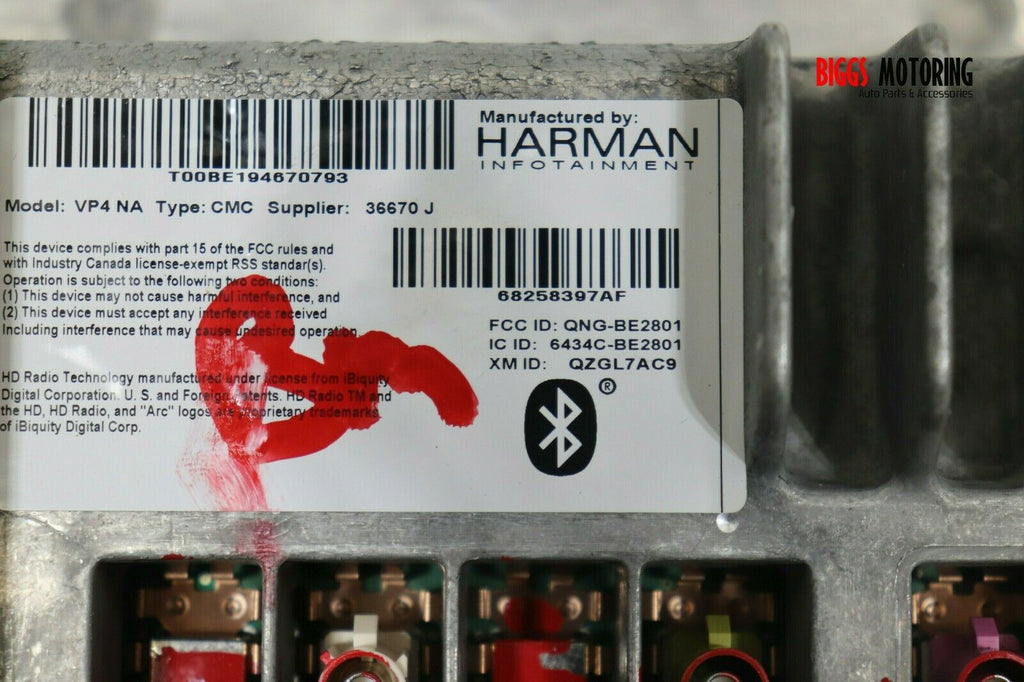 BIGGS MOTORING
Auto Parts & Accessories
Manufactured by:
HARMAN
INFOTAINMENT
T00BE194670793
Model: VP4 NA Type: CMC Supplier: 36670 J
This device complies with part 15 of the FCC rules and
with Industry Canada license-exempt RSS standar(s).
Operation is subject to the following two conditions:
(1) This device may not cause harmful interference, and
(2) This device must accept any interference received
Including interference that may cause undesired operation
68258397AF
FCC ID: QNG-BE2801
IC ID: 6434C-BE2801
XM ID: QZGL7AC9
®
HD Radio Technology manufactured under license from iBiquity
Digital Corporation. U. S. and Foreign Patents. HD Radio TM and
the HD, HD Radio, and "Arc" logos are proprietary trademarks
of iBiquity Digital Corp.